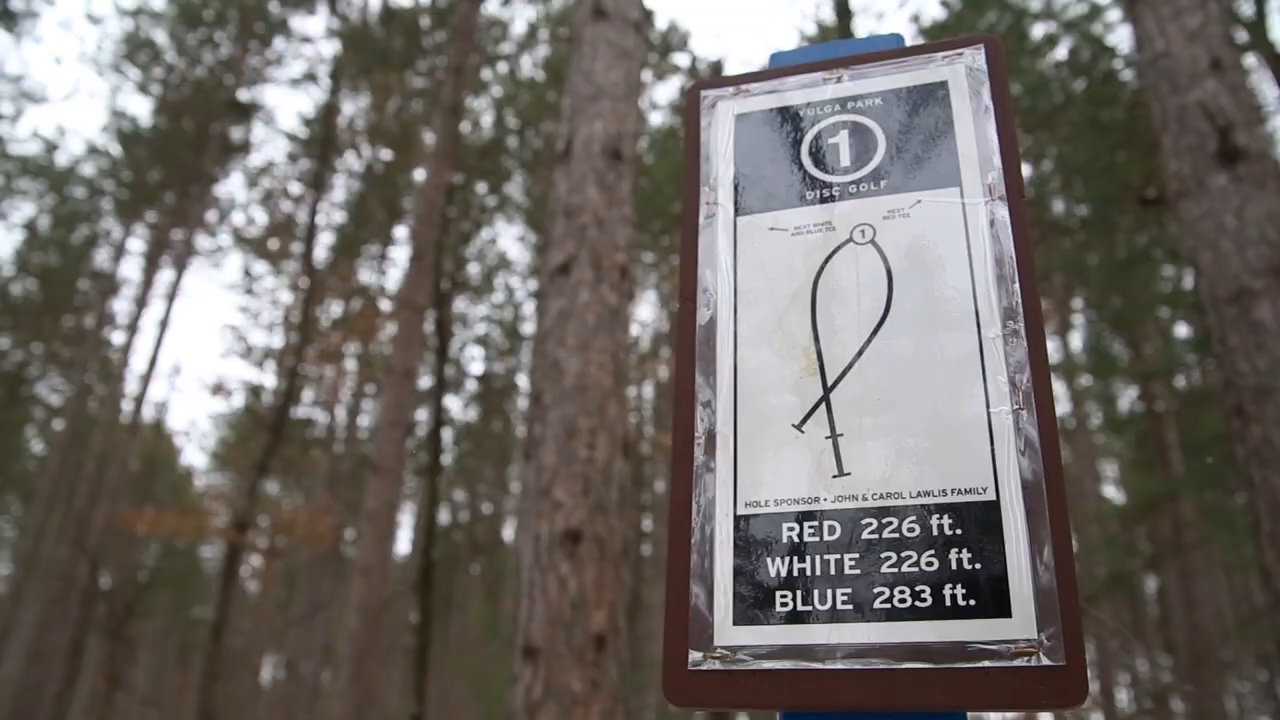 TULGA PARK
1
DISC GOLF
NEXT
RED TEE
NEXT WHITE
AND BLUE TEE
1
HOLE SPONSOR • JOHN & CAROL LAWLIS FAMILY
RED 226 ft.
WHITE 226 ft.
BLUE 283 ft.